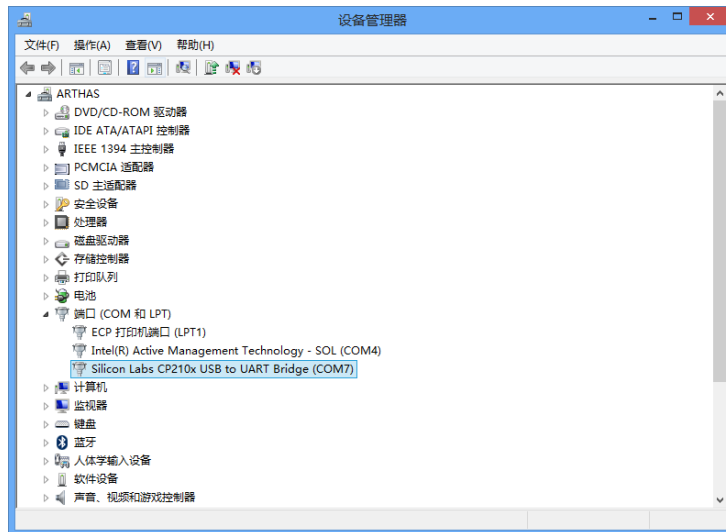 设备管理器
文件(F) 操作(A) 查看(V) 帮助(H)
ARTHAS
DVD/CD-ROM 驱动器
IDE ATA/ATAPI 控制器
IEEE 1394 主控制器
PCMCIA 适配器
SD 主适配器
安全设备
处理器
磁盘驱动器
存储控制器
打印队列
电池
端口 (COM 和 LPT)
ECP 打印机端口 (LPT1)
Intel(R) Active Management Technology - SOL (COM4)
Silicon Labs CP210x USB to UART Bridge (COM7)
计算机
监视器
键盘
蓝牙
人体学输入设备
软件设备
声音、视频和游戏控制器